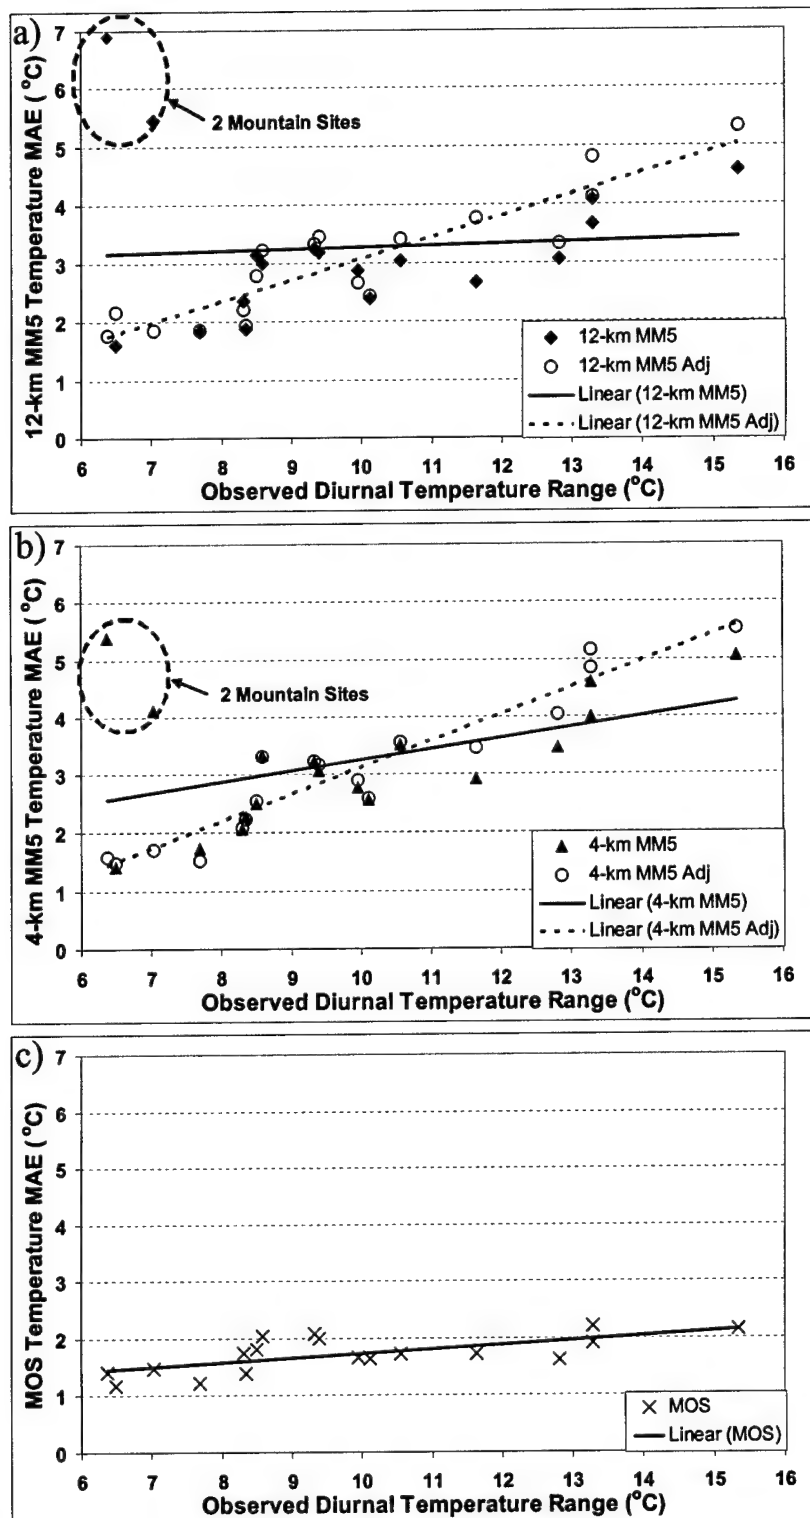 a)
12-km MM5 Temperature MAE (°C)
7
6
5
4
3
2
1
0
2 Mountain Sites
12-km MM5
12-km MM5 Adj
Linear (12-km MM5)
Linear (12-km MM5 Adj)
6 7 8 9 10 11 12 13 14 15 16
Observed Diurnal Temperature Range (°C)
b)
4-km MM5 Temperature MAE (°C)
7
6
5
4
3
2
1
0
2 Mountain Sites
4-km MM5
4-km MM5 Adj
Linear (4-km MM5)
Linear (4-km MM5 Adj)
6 7 8 9 10 11 12 13 14 15 16
Observed Diurnal Temperature Range (°C)
c)
MOS Temperature MAE (°C)
7
6
5
4
3
2
1
0
MOS
Linear (MOS)
6 7 8 9 10 11 12 13 14 15 16
Observed Diurnal Temperature Range (°C)